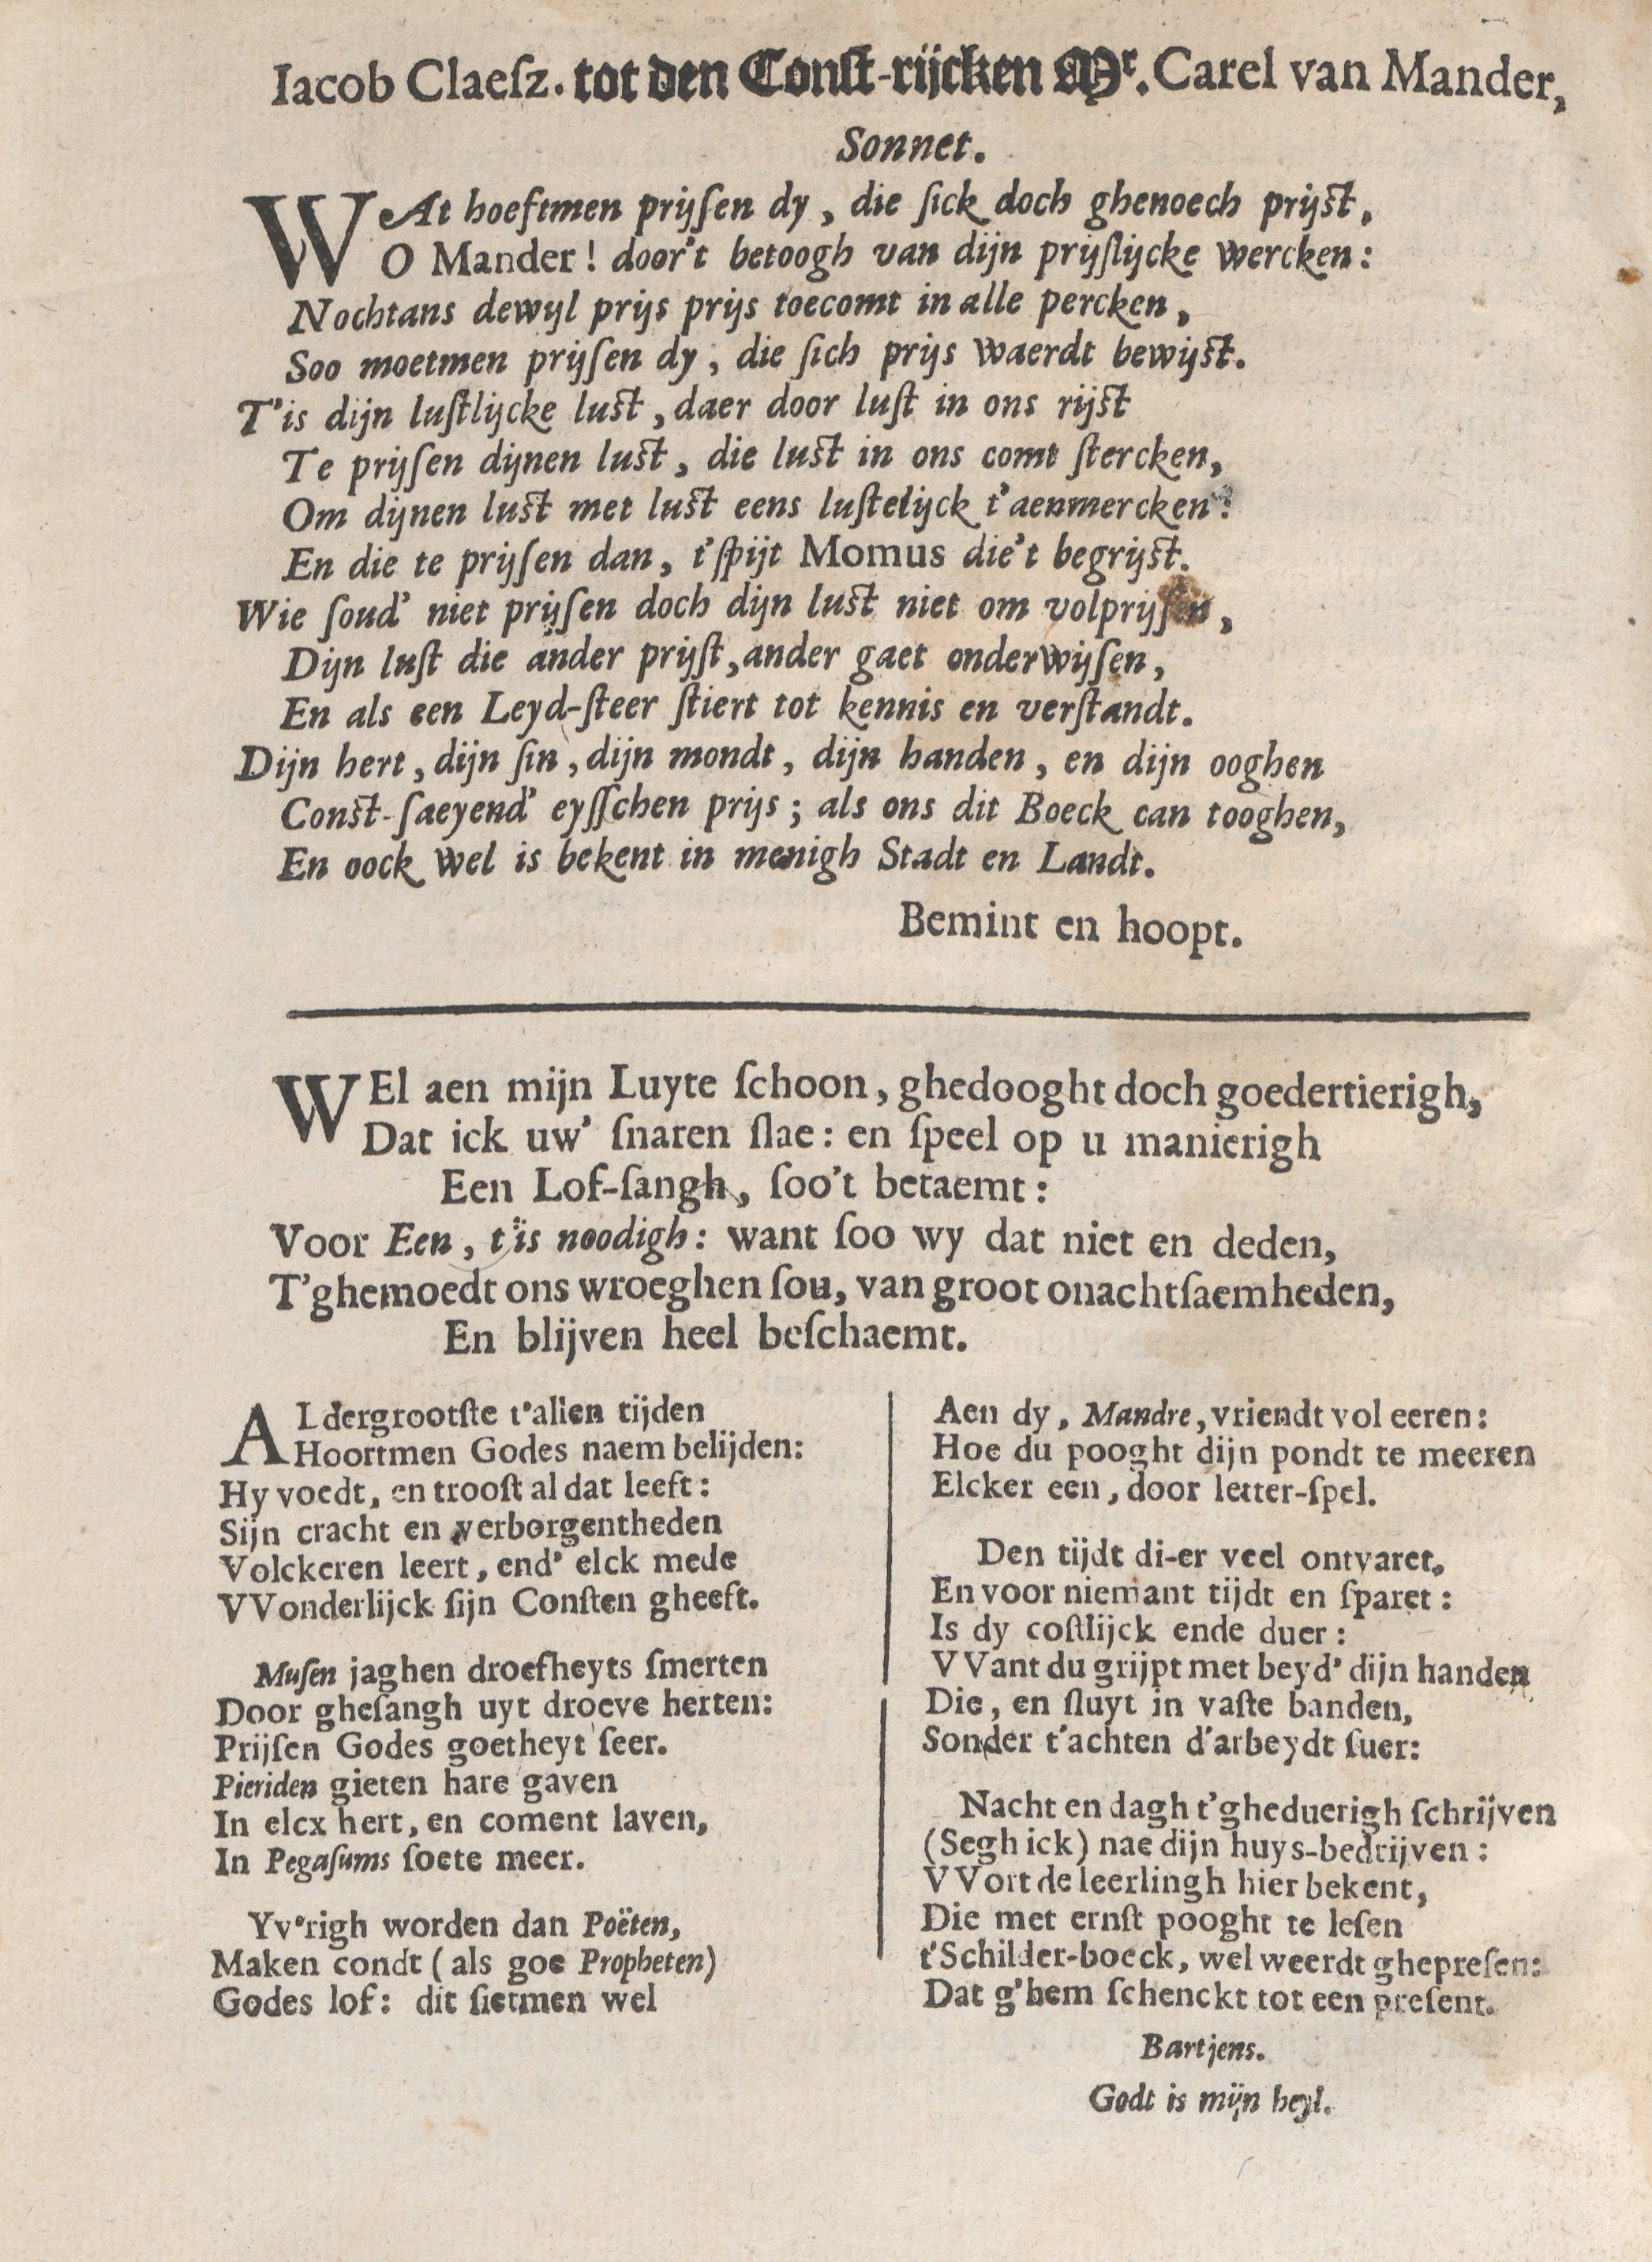 Iacob Claeſz. tot den Conſt-rijcken Mr. Carel van Mander,
Sonnet.
WAt hoeftmen prijſen dy, die ſick doch ghenoech prijſt,
O Mander! door't betoogh van dijn prijſlijcke wercken:
Nochtans dewijl prijs prijs toecomt in alle percken,
Soo moetmen prijſen dy, die ſich prijs waerdt bewijſt.
T'is dijn luſtlijcke luſt, daer door luſt in ons rijſt
Te prijſen dijnen luſt, die luſt in ons comt ſtercken,
Om dijnen luſt met luſt eens luſtelijck t'aenmercken:
En die te prijſen dan, t'ſpijt Momus die't begrijſt.
Wie ſoud' niet prijſen doch dijn luſt niet om volprijſen,
Dijn luſt die ander prijſt, ander gaet onderwijſen,
En als een Leyd-ſteer ſtiert tot kennis en verſtandt.
Dijn hert, dijn ſin, dijn mondt, dijn handen, en dijn ooghen
Conſt-ſaeyend' eyſſchen prijs; als ons dit Boeck can tooghen,
En oock wel is bekent in menigh Stadt en Landt.
Bemint en hoopt.
WEl aen mijn Luyte ſchoon, ghedooght doch goedertierigh,
Dat ick uw' ſnaren ſlae: en ſpeel op u manierigh
Een Lof-ſangh, ſoo't betaemt:
Voor Een, t'is noodigh: want ſoo wy dat niet en deden,
T'ghemoedt ons wroeghen ſou, van groot onachtſaemheden,
En blijven heel beſchaemt.
ALdergrootſte t'allen tijden
Hoortmen Godes naem belijden:
Hy voedt, en trooſt al dat leeft:
Sijn cracht en verborgentheden
Volckeren leert, end' elck mede
VVonderlijck ſijn Conſten gheeft.
Muſen jaghen droefheyts ſmerten
Door gheſangh uyt droeve herten:
Prijſen Godes goetheyt ſeer.
Pieriden gieten hare gaven
In elcx hert, en coment laven,
In Pegaſums ſoete meer.
Yv'righ worden dan Poëten,
Maken condt (als goe Propheten)
Godes lof: dit ſietmen wel
Aen dy, Mandre, vriendt vol eeren:
Hoe du pooght dijn pondt te meeren
Elcker een, door letter-ſpel.
Den tijdt di-er veel ontvaret,
En voor niemant tijdt en ſparet:
Is dy coſtlijck ende duer:
VVant du grijpt met beyd' dijn handen
Die, en ſluyt in vaſte banden,
Sonder t'achten d'arbeydt ſuer:
Nacht en dagh t'gheduerigh ſchrijven
(Segh ick) nae dijn huys-bedrijven:
VVort de leerlingh hier bekent,
Die met ernſt pooght te leſen
t'Schilder-boeck, wel weerdt ghepreſen:
Dat g'hem ſchenckt tot een preſent.
Bartjens.
Godt is mijn heyl.